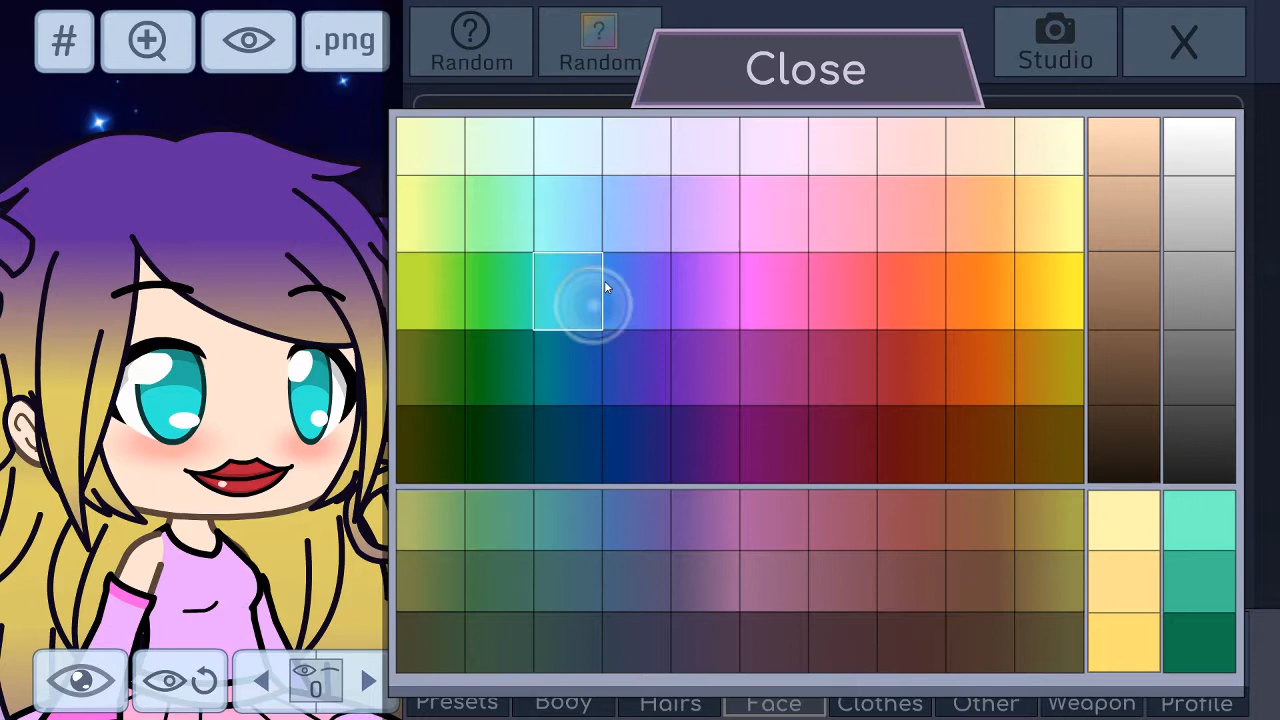 #
.png
?
Random
?
Random
Close
Studio
X
0
Presets
Body
Hairs
Face
Clothes
Other
Weapon
Profile